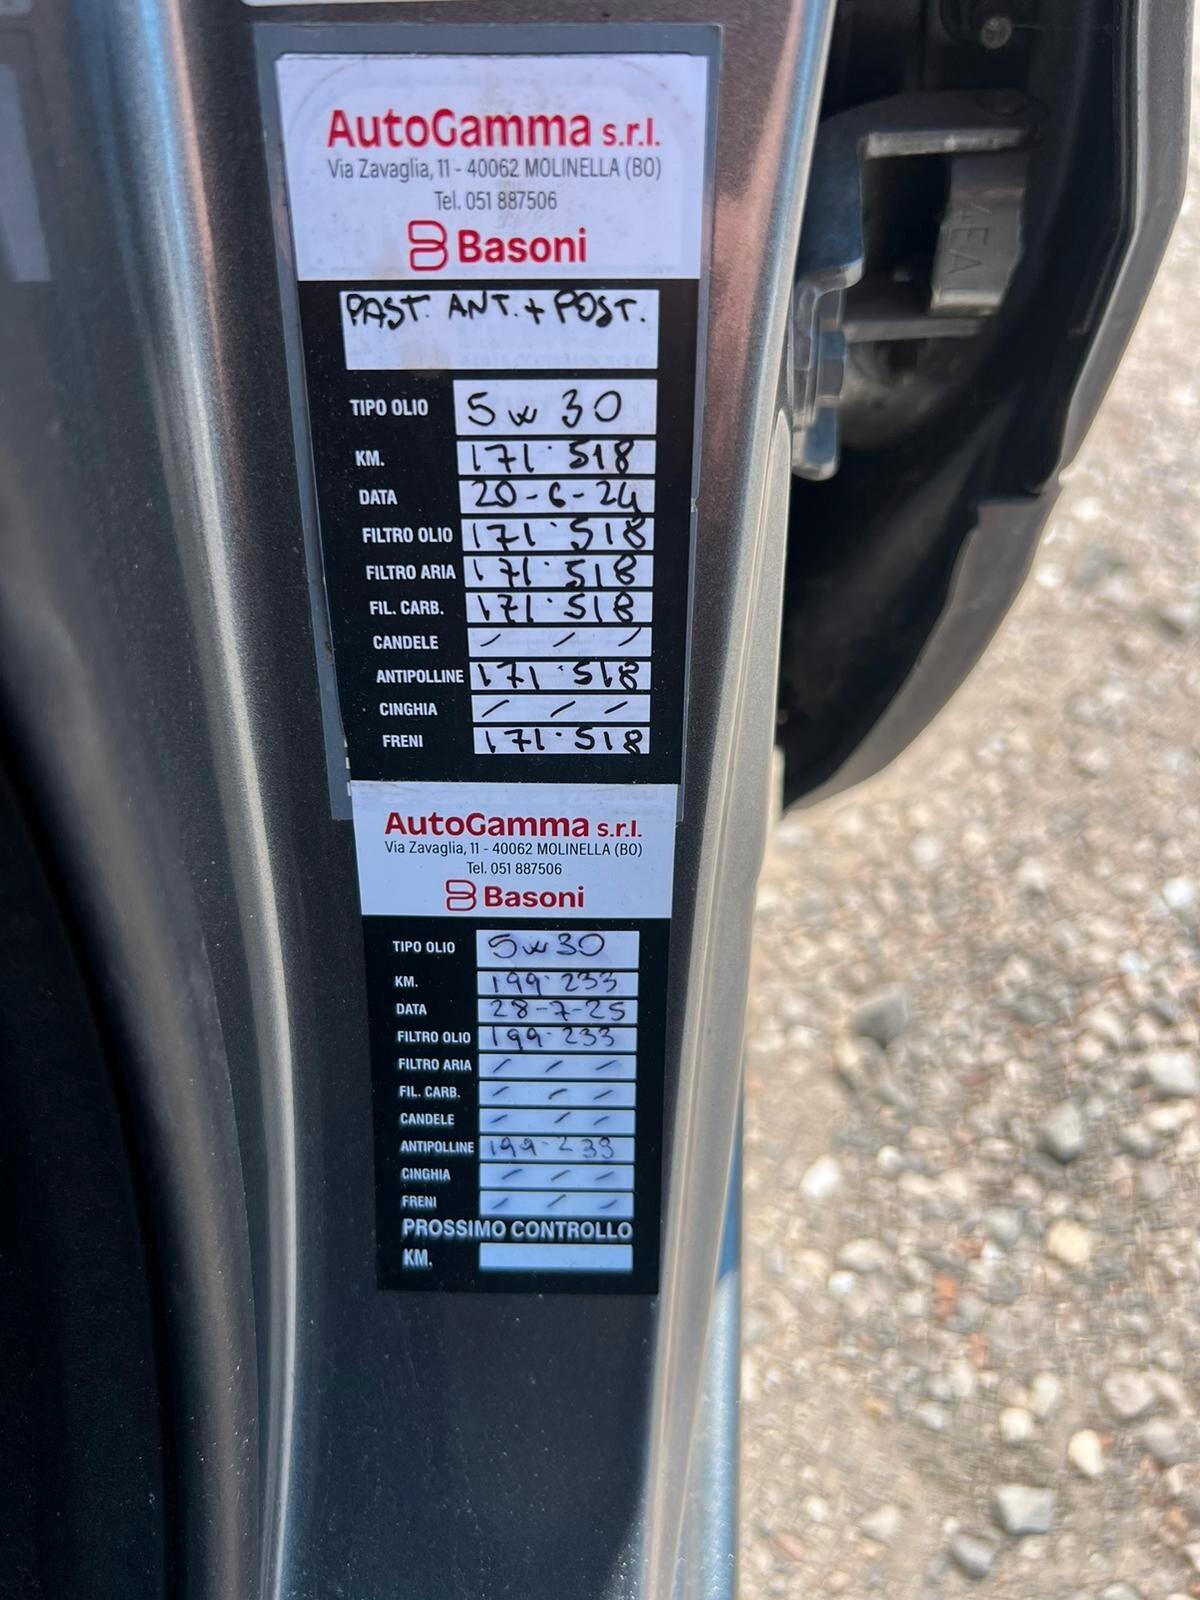 AutoGamma s.r.l.
Via Zavaglia, 11 - 40062 MOLINELLA (BO)
Tel. 051 887506
Basoni
PAST. ANT. + POST.
TIPO OLIO 5w30
KM. 171.518
DATA 20-6-24
FILTRO OLIO 171.518
FILTRO ARIA 171.518
FIL. CARB. 171.518
CANDELE / / /
ANTIPOLLINE 171.518
CINGHIA / / /
FRENI 171.518
AutoGamma s.r.l.
Via Zavaglia, 11 - 40062 MOLINELLA (BO)
Tel. 051 887506
Basoni
TIPO OLIO 5w30
KM. 199.233
DATA 28-7-25
FILTRO OLIO 199.233
FILTRO ARIA / / /
FIL. CARB. / / /
CANDELE / / /
ANTIPOLLINE 199.233
CINGHIA / / /
FRENI / / /
PROSSIMO CONTROLLO
KM.